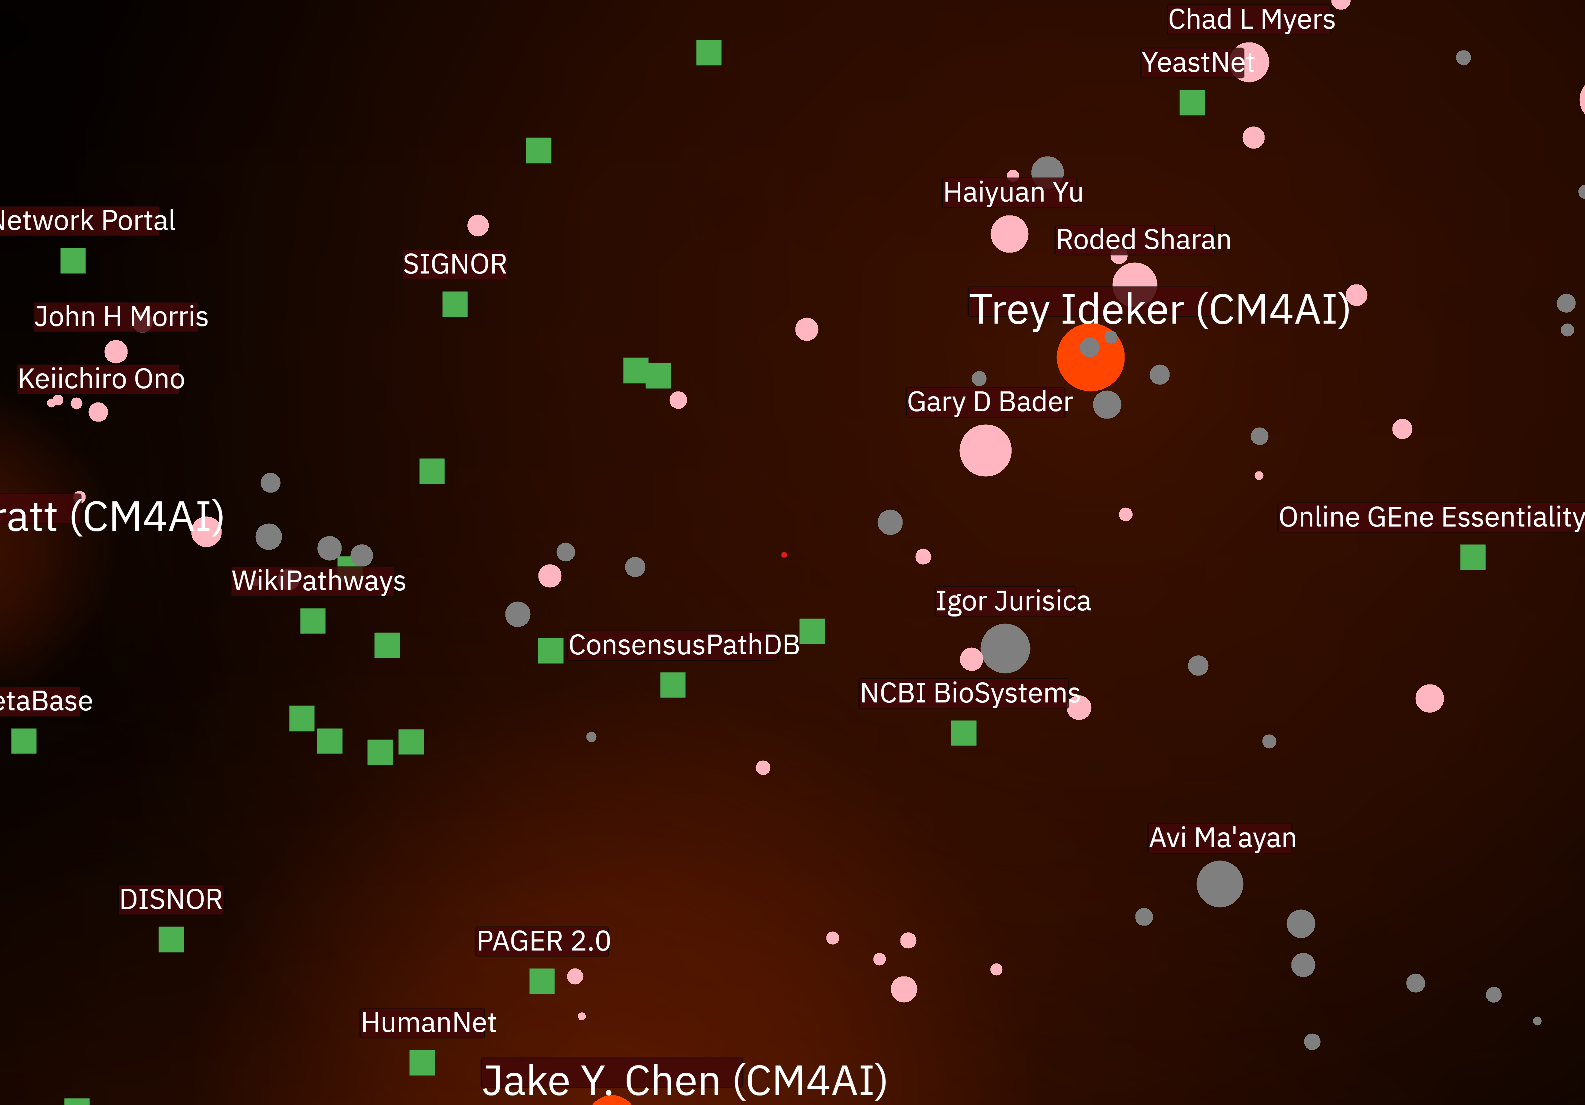 Chad L Myers
YeastNet
Haiyuan Yu
Network Portal
Roded Sharan
SIGNOR
Trey Ideker (CM4AI)
John H Morris
Keiichiro Ono
Gary D Bader
ratt (CM4AI)
Online GEne Essentiality
WikiPathways
Igor Jurisica
ConsensusPathDB
NCBI BioSystems
etaBase
Avi Ma'ayan
DISNOR
PAGER 2.0
HumanNet
Jake Y. Chen (CM4AI)